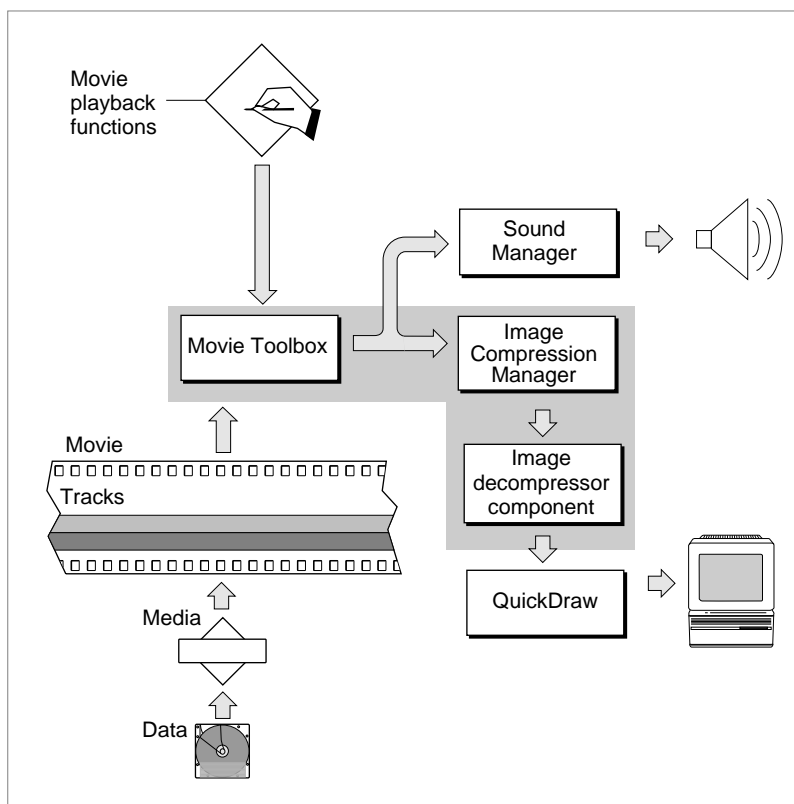 Movie
playback
functions
Sound
Manager
Movie Toolbox
Image
Compression
Manager
Movie
Tracks
Image
decompressor
component
QuickDraw
Media
Data